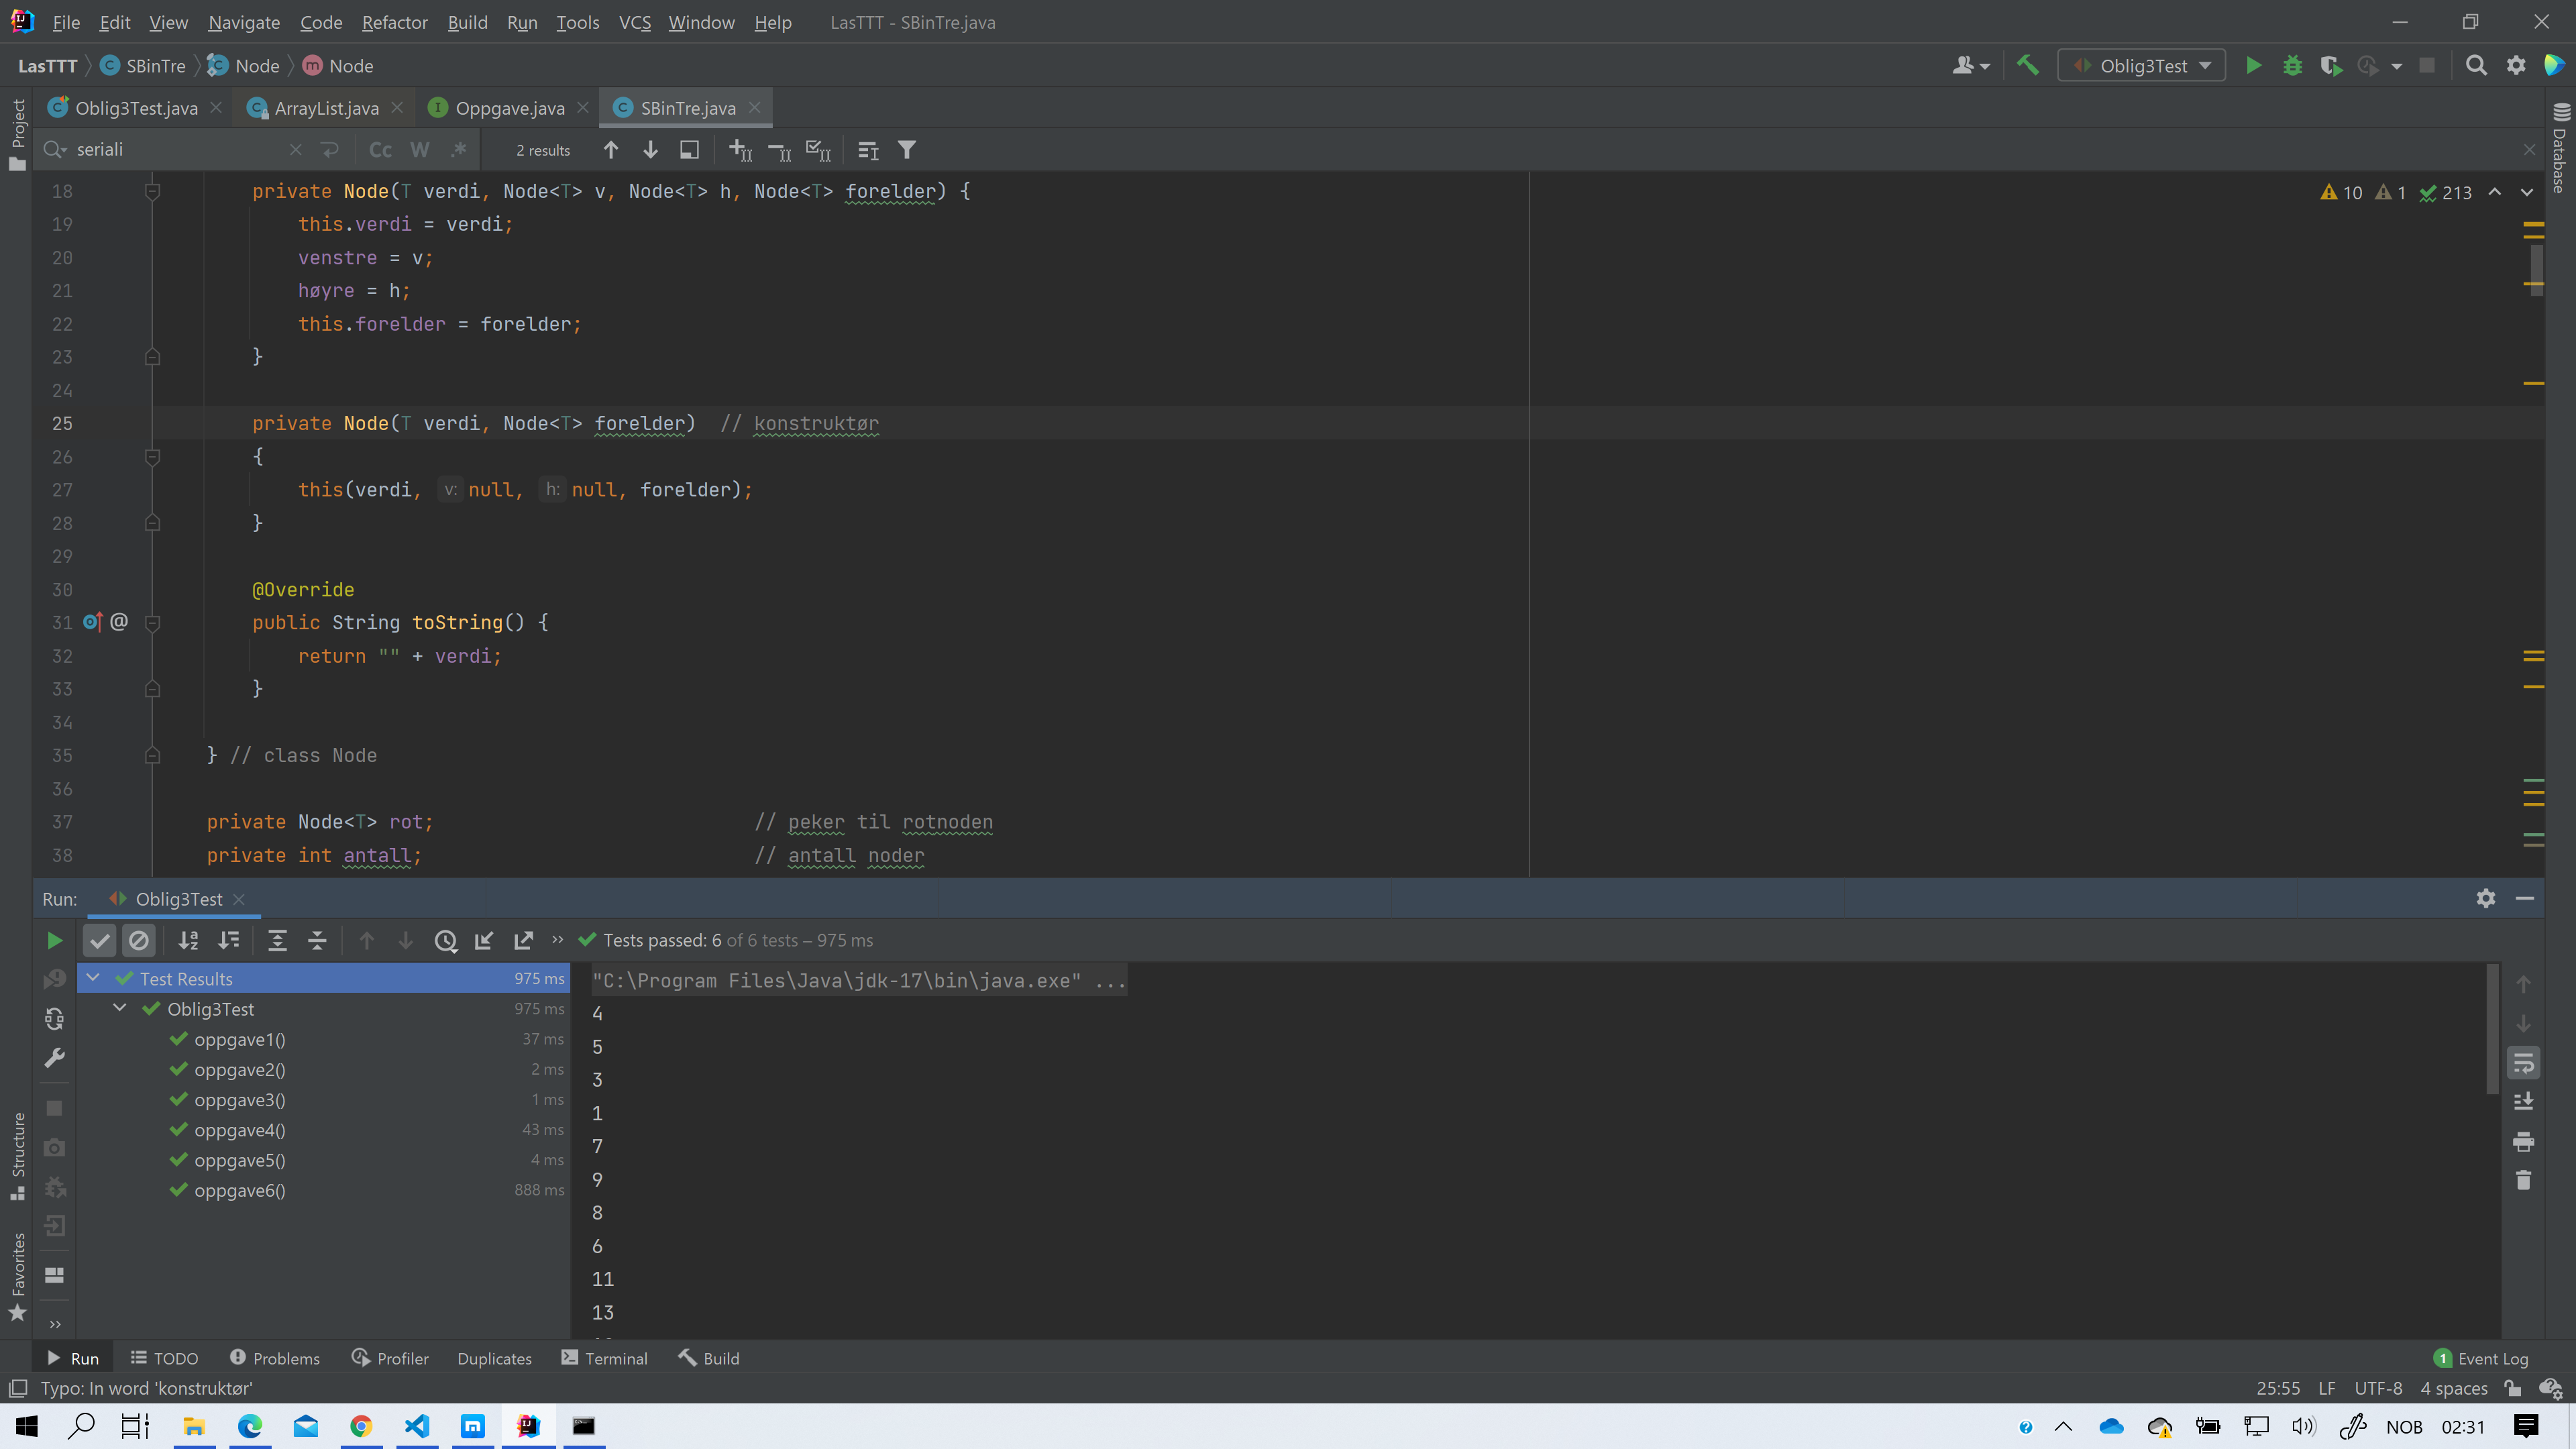 File Edit View Navigate Code Refactor Build Run Tools VCS Window Help LasTTT - SBinTre.java
LasTTT SBinTre Node Node Oblig3Test
Oblig3Test.java ArrayList.java Oppgave.java SBinTre.java
seriali Cc W .* 2 results
Project
Database
10 1 213
18 private Node(T verdi, Node<T> v, Node<T> h, Node<T> forelder) {
19 this.verdi = verdi;
20 venstre = v;
21 høyre = h;
22 this.forelder = forelder;
23 }
24
25 private Node(T verdi, Node<T> forelder) // konstruktør
26 {
27 this(verdi, v: null, h: null, forelder);
28 }
29
30 @Override
31 @ public String toString() {
32 return "" + verdi;
33 }
34
35 } // class Node
36
37 private Node<T> rot; // peker til rotnoden
38 private int antall; // antall noder
Run: Oblig3Test
Tests passed: 6 of 6 tests – 975 ms
Test Results 975 ms
Oblig3Test 975 ms
oppgave1() 37 ms
oppgave2() 2 ms
oppgave3() 1 ms
oppgave4() 43 ms
oppgave5() 4 ms
oppgave6() 888 ms
"C:\Program Files\Java\jdk-17\bin\java.exe" ...
4
5
3
1
7
9
8
6
11
13
Structure
Favorites
Run TODO Problems Profiler Duplicates Terminal Build 1 Event Log
Typo: In word 'konstruktør' 25:55 LF UTF-8 4 spaces
NOB 02:31